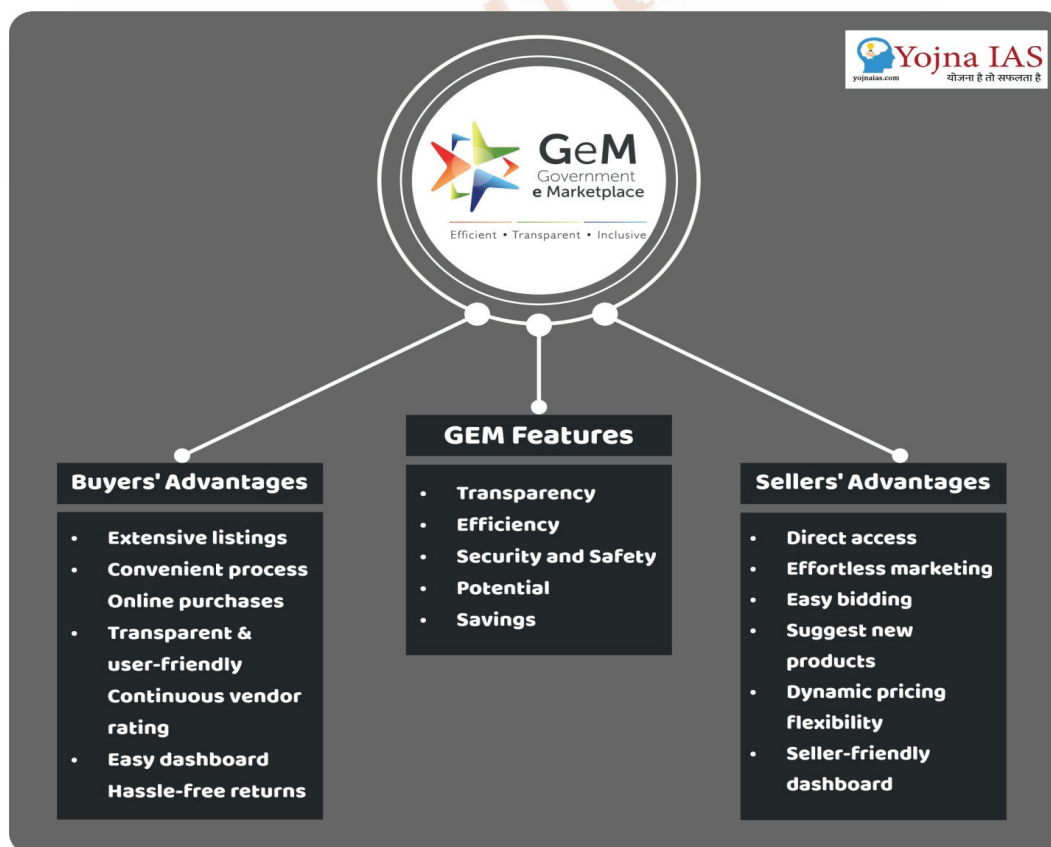 Yojna IAS
yojnaias.com
योजना है तो सफलता है
GeM
Government
e Marketplace
Efficient • Transparent • Inclusive
GEM Features
• Transparency
• Efficiency
• Security and Safety
• Potential
• Savings
Buyers' Advantages
• Extensive listings
• Convenient process
Online purchases
• Transparent &
user-friendly
Continuous vendor
rating
• Easy dashboard
Hassle-free returns
Sellers' Advantages
• Direct access
• Effortless marketing
• Easy bidding
• Suggest new
products
• Dynamic pricing
flexibility
• Seller-friendly
dashboard